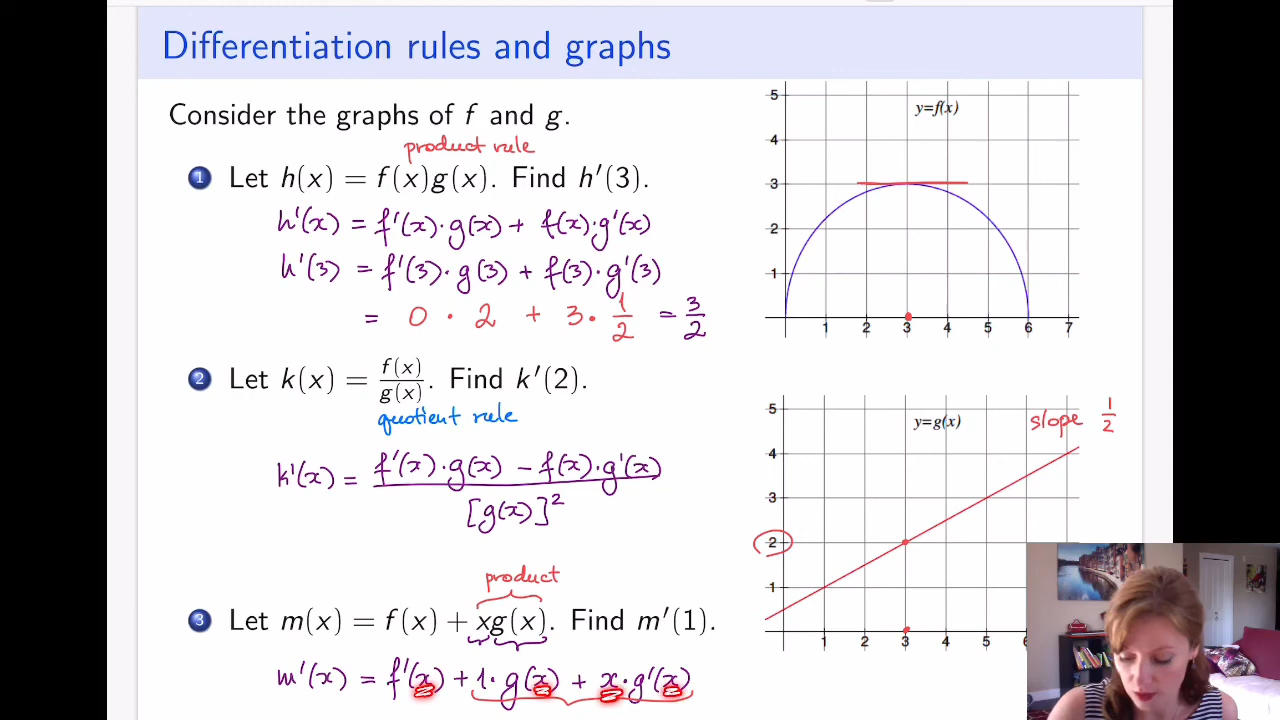 Differentiation rules and graphs
Consider the graphs of f and g.
product rule
1 Let h(x) = f(x)g(x). Find h′(3).
h'(x) = f'(x)·g(x) + f(x)·g'(x)
h'(3) = f'(3)·g(3) + f(3)·g'(3)
= 0 · 2 + 3 · 1/2 = 3/2
2 Let k(x) = f(x)/g(x). Find k′(2).
quotient rule
k'(x) = f'(x)·g(x) − f(x)·g'(x) / [g(x)]²
product
3 Let m(x) = f(x) + xg(x). Find m′(1).
m'(x) = f'(x) + 1·g(x) + x·g'(x)
y=f(x)
5
4
3
2
1
1 2 3 4 5 6 7
y=g(x)
slope 1/2
5
4
3
2
1
1 2 3 4 5 6